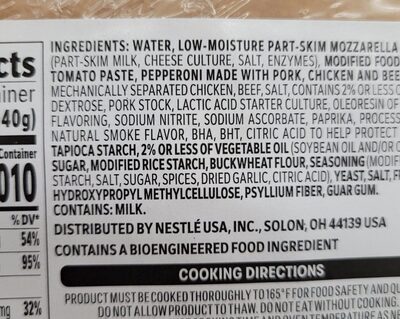 cts
ntainer
40g)
Container
010
% DV*
54%
95%
mg 32%
INGREDIENTS: WATER, LOW-MOISTURE PART-SKIM MOZZARELLA
(PART-SKIM MILK, CHEESE CULTURE, SALT, ENZYMES), MODIFIED FOO
TOMATO PASTE, PEPPERONI MADE WITH PORK, CHICKEN AND BEE
MECHANICALLY SEPARATED CHICKEN, BEEF, SALT, CONTAINS 2% OR LESS O
DEXTROSE, PORK STOCK, LACTIC ACID STARTER CULTURE, OLEORESIN OF
FLAVORING, SODIUM NITRITE, SODIUM ASCORBATE, PAPRIKA, PROCES
NATURAL SMOKE FLAVOR, BHA, BHT, CITRIC ACID TO HELP PROTECT
TAPIOCA STARCH, 2% OR LESS OF VEGETABLE OIL (SOYBEAN OIL AND/OR C
SUGAR, MODIFIED RICE STARCH, BUCKWHEAT FLOUR, SEASONING (MODIFIED
STARCH, SALT, SUGAR, SPICES, DRIED GARLIC, CITRIC ACID), YEAST, SALT, F
HYDROXYPROPYL METHYLCELLULOSE, PSYLLIUM FIBER, GUAR GUM.
CONTAINS: MILK.
DISTRIBUTED BY NESTLÉ USA, INC., SOLON, OH 44139 USA
CONTAINS A BIOENGINEERED FOOD INGREDIENT
COOKING DIRECTIONS
PRODUCT MUST BE COOKED THOROUGHLY TO 165°F FOR FOOD SAFETY AND QU
DO NOT ALLOW PRODUCT TO THAW. DO NOT EAT WITHOUT COOKING.